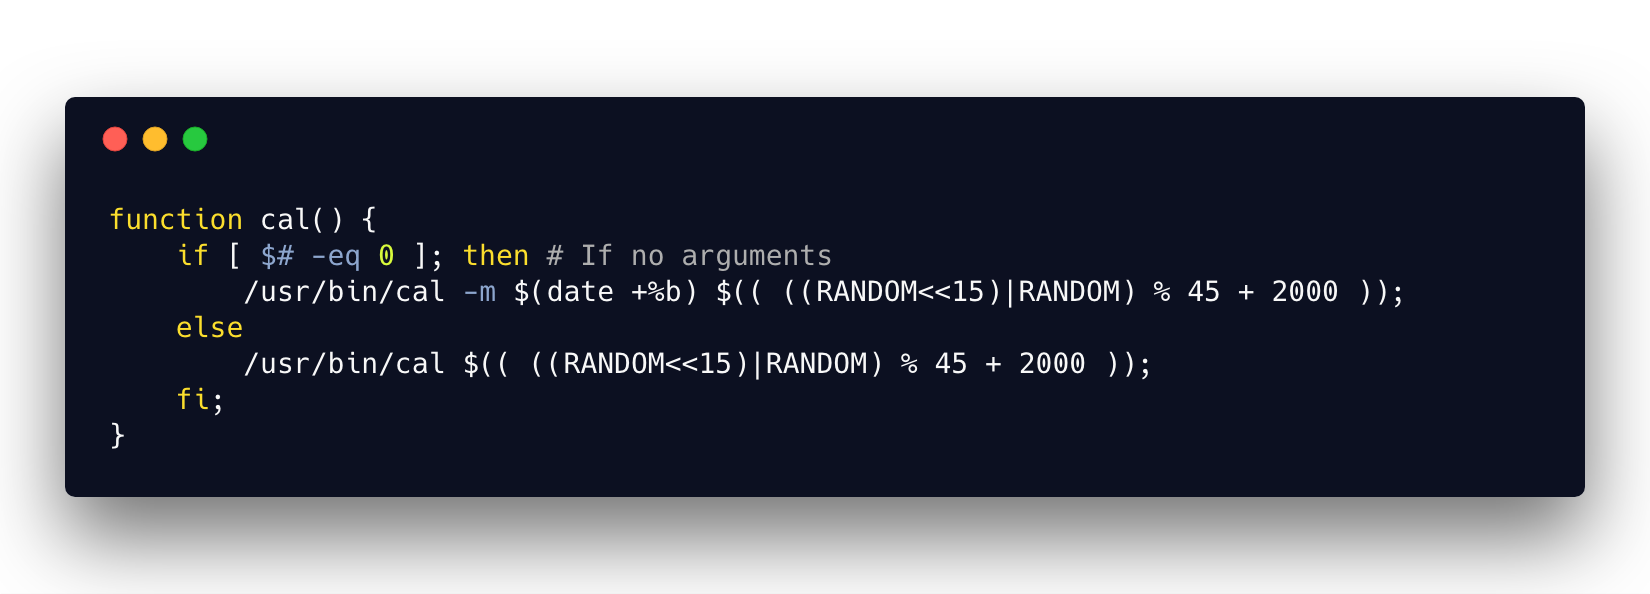 function cal() {
    if [ $# -eq 0 ]; then # If no arguments
        /usr/bin/cal -m $(date +%b) $(( ((RANDOM<<15)|RANDOM) % 45 + 2000 ));
    else
        /usr/bin/cal $(( ((RANDOM<<15)|RANDOM) % 45 + 2000 ));
    fi;
}